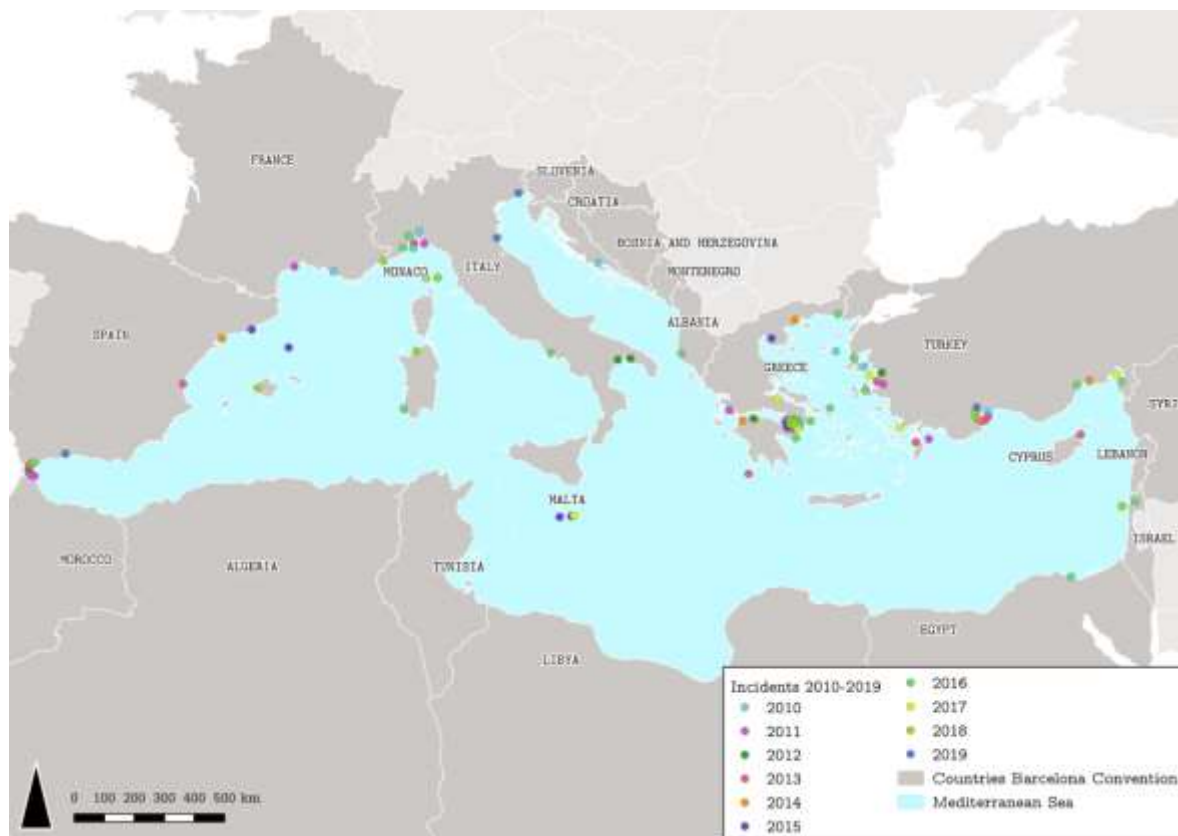 FRANCE
SLOVENIA
CROATIA
BOSNIA AND HERZEGOVINA
MONACO
ITALY
MONTENEGRO
SPAIN
ALBANIA
TURKEY
GREECE
SYRI
CYPRUS
LEBANON
MALTA
ISRAEL
MOROCCO
ALGERIA
TUNISIA
EGYPT
LIBYA
Incidents 2010-2019
2010
2011
2012
2013
2014
2015
2016
2017
2018
2019
Countries Barcelona Convention
Mediterranean Sea
0 100 200 300 400 500 km